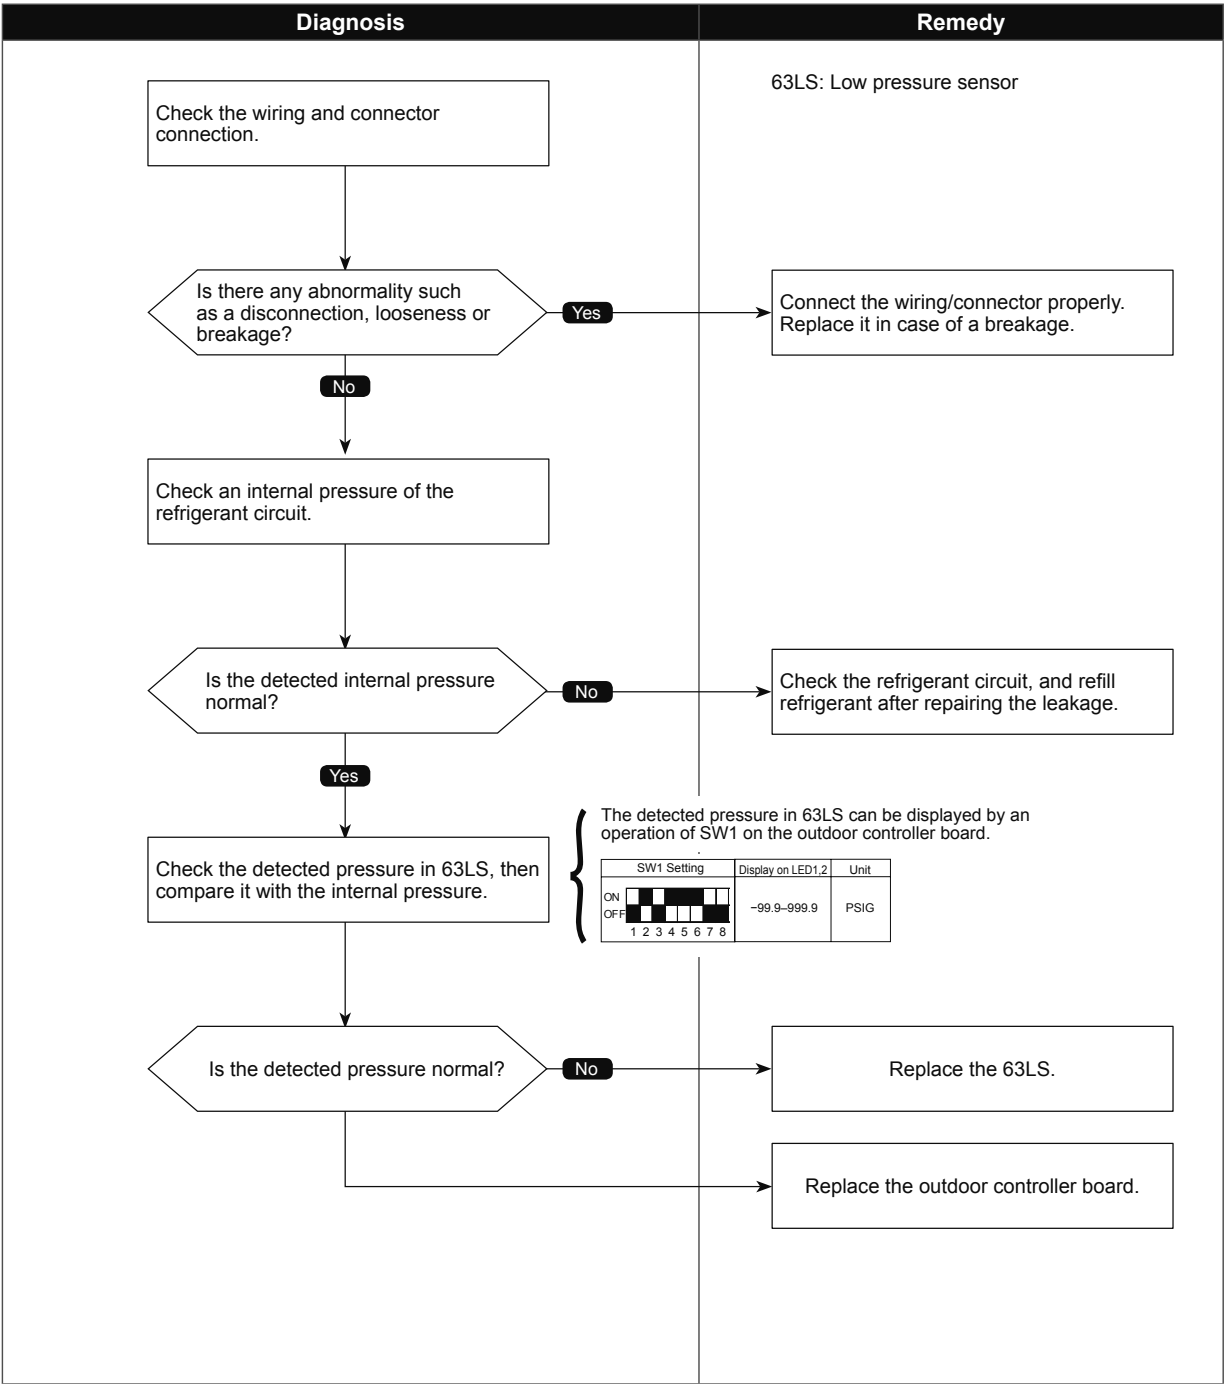 Diagnosis
Remedy
63LS: Low pressure sensor
Check the wiring and connector
connection.
Is there any abnormality such
as a disconnection, looseness or
breakage?
Yes
Connect the wiring/connector properly.
Replace it in case of a breakage.
No
Check an internal pressure of the
refrigerant circuit.
Is the detected internal pressure
normal?
No
Check the refrigerant circuit, and refill
refrigerant after repairing the leakage.
Yes
The detected pressure in 63LS can be displayed by an
operation of SW1 on the outdoor controller board.
Check the detected pressure in 63LS, then
compare it with the internal pressure.
SW1 Setting
Display on LED1,2
Unit
ON
OFF
1 2 3 4 5 6 7 8
−99.9–999.9
PSIG
Is the detected pressure normal?
No
Replace the 63LS.
Replace the outdoor controller board.